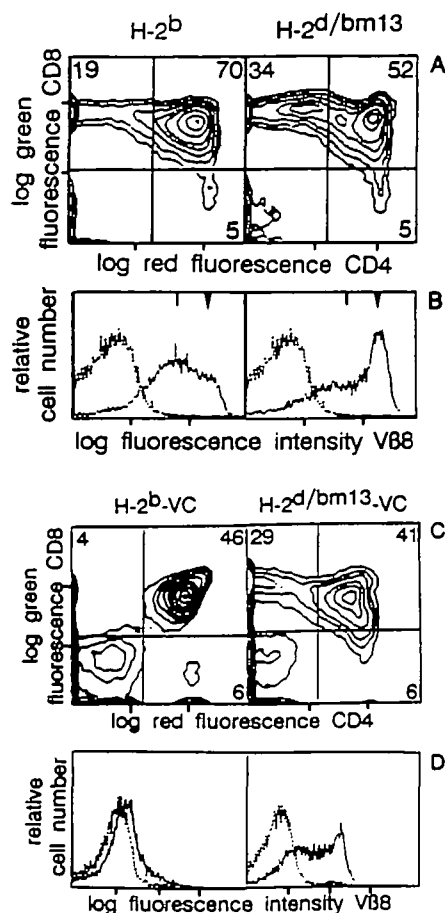 H-2b H-2d/bm13
A
19 70 34 52
log green
fluorescence CD8
5 5
log red fluorescence CD4
B
relative
cell number
log fluorescence intensity Vß8
H-2b-VC H-2d/bm13-VC
C
4 46 29 41
log green
fluorescence CD8
6 6
log red fluorescence CD4
D
relative
cell number
log fluorescence intensity Vß8